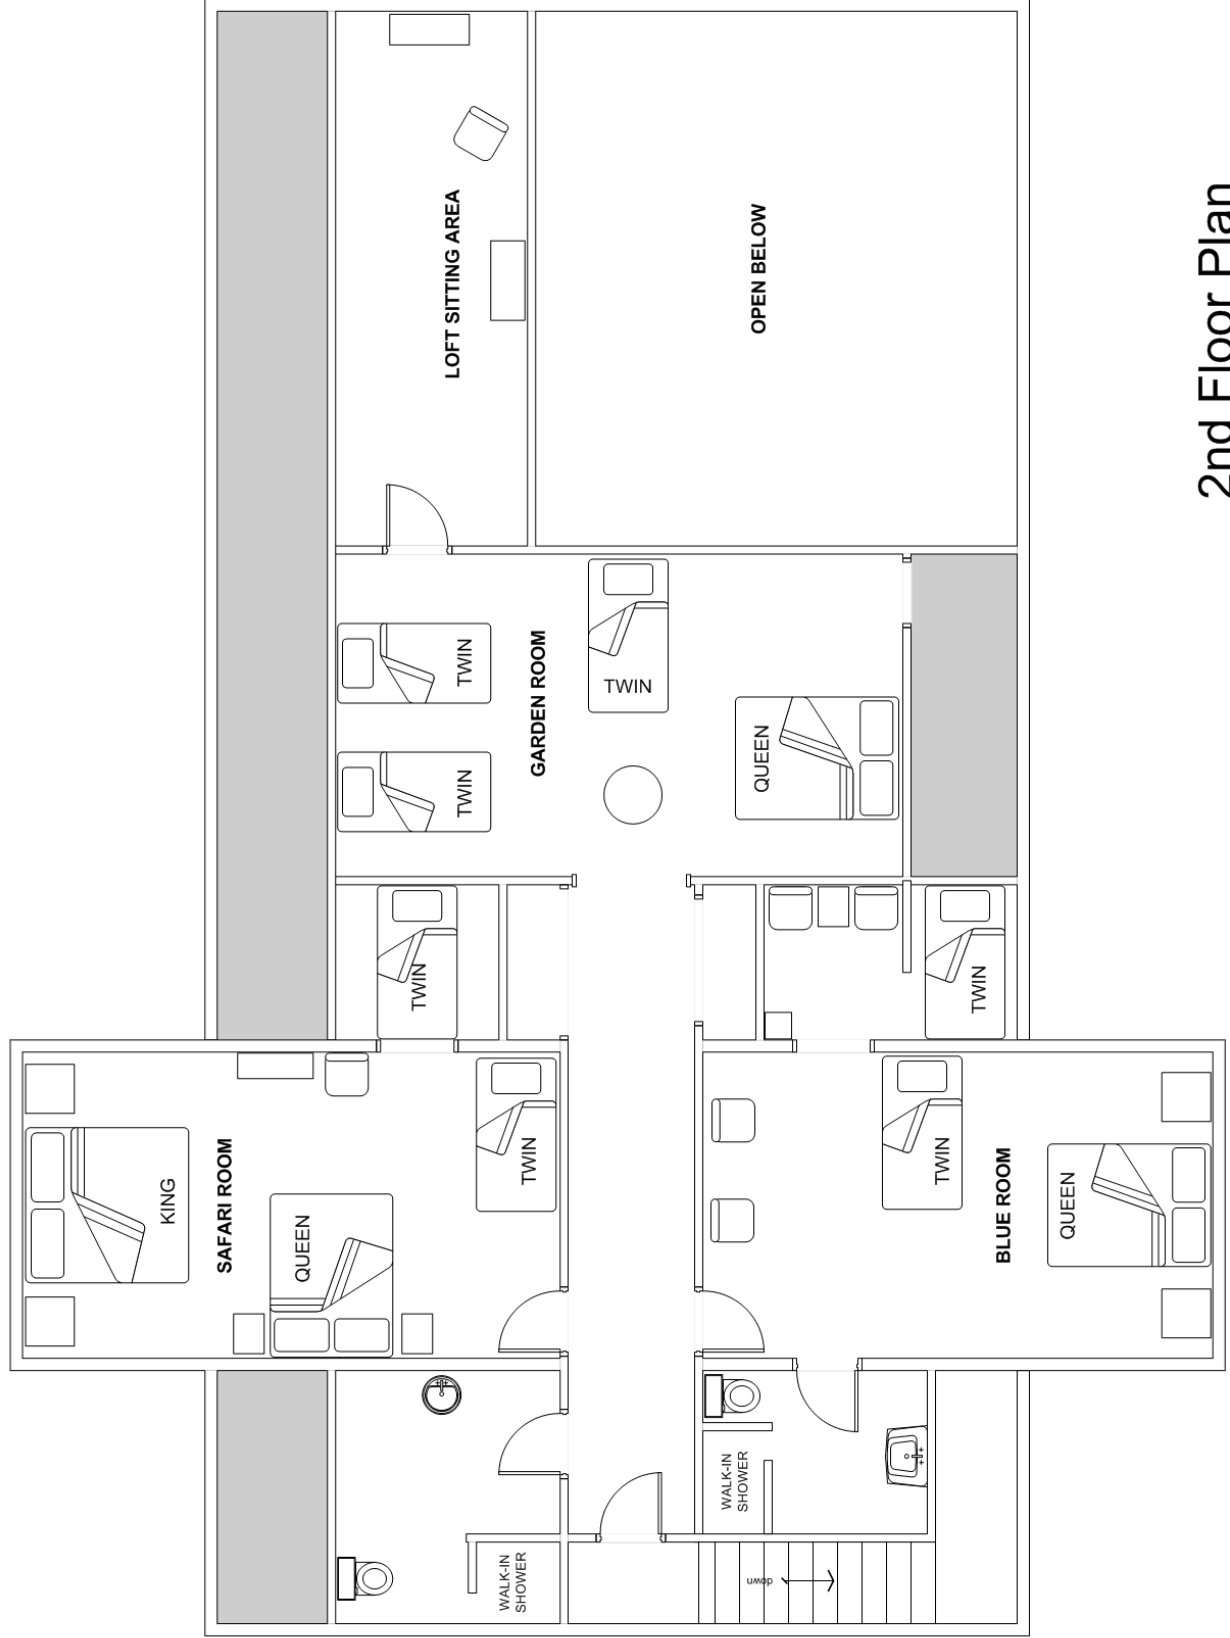 2nd Floor Plan
LOFT SITTING AREA
OPEN BELOW
TWIN
TWIN
GARDEN ROOM
TWIN
QUEEN
TWIN
TWIN
KING
SAFARI ROOM
QUEEN
TWIN
TWIN
BLUE ROOM
QUEEN
WALK-IN
SHOWER
WALK-IN
SHOWER
down